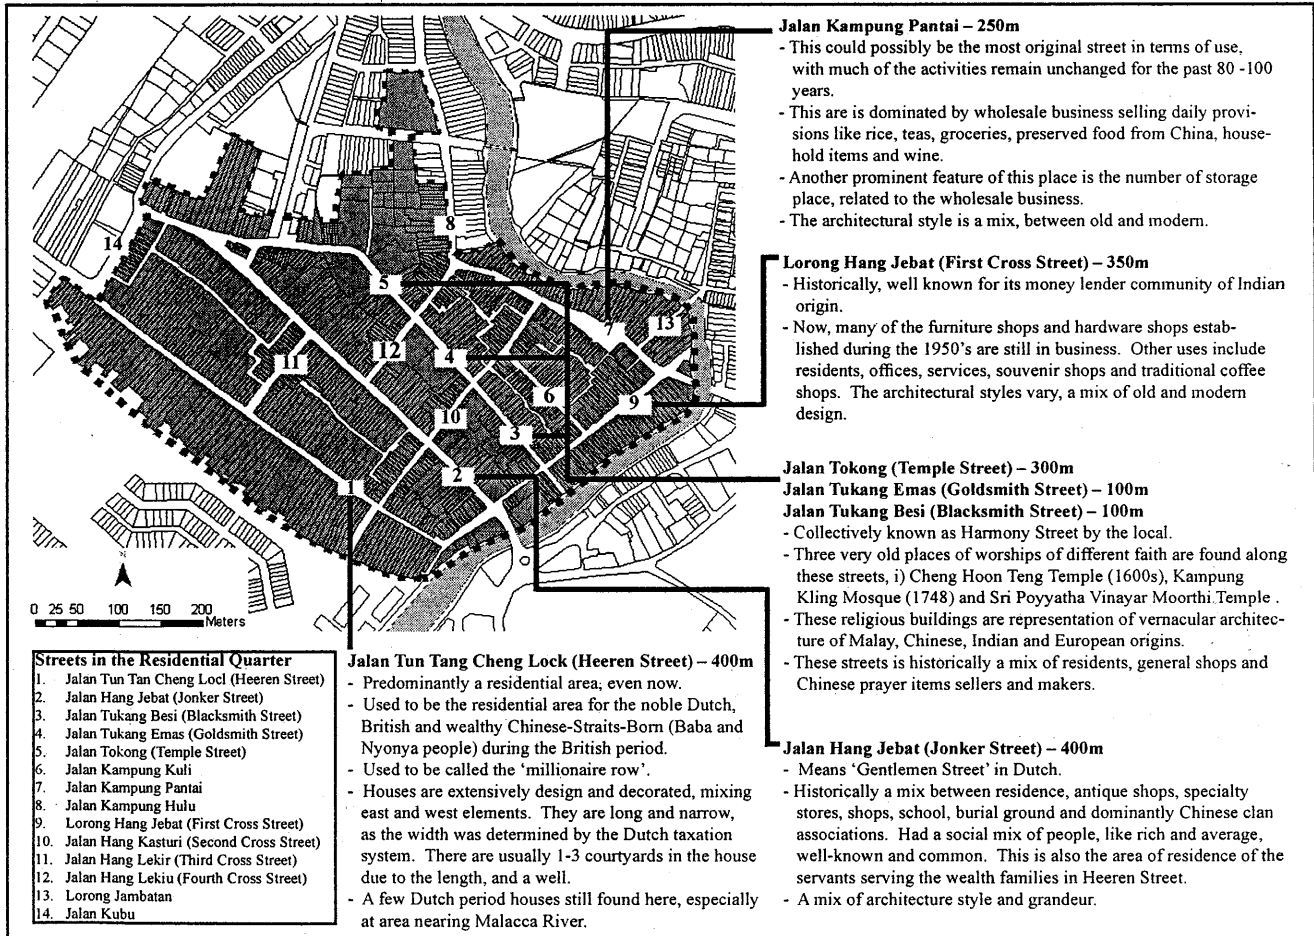 Jalan Kampung Pantai – 250m
- This could possibly be the most original street in terms of use,
with much of the activities remain unchanged for the past 80 -100
years.
- This are is dominated by wholesale business selling daily provi-
sions like rice, teas, groceries, preserved food from China, house-
hold items and wine.
- Another prominent feature of this place is the number of storage
place, related to the wholesale business.
- The architectural style is a mix, between old and modern.
Lorong Hang Jebat (First Cross Street) – 350m
- Historically, well known for its money lender community of Indian
origin.
- Now, many of the furniture shops and hardware shops estab-
lished during the 1950's are still in business. Other uses include
residents, offices, services, souvenir shops and traditional coffee
shops. The architectural styles vary, a mix of old and modern
design.
Jalan Tokong (Temple Street) – 300m
Jalan Tukang Emas (Goldsmith Street) – 100m
Jalan Tukang Besi (Blacksmith Street) – 100m
- Collectively known as Harmony Street by the local.
- Three very old places of worships of different faith are found along
these streets, i) Cheng Hoon Teng Temple (1600s), Kampung
Kling Mosque (1748) and Sri Poyyatha Vinayar Moorthi Temple .
- These religious buildings are representation of vernacular architec-
ture of Malay, Chinese, Indian and European origins.
- These streets is historically a mix of residents, general shops and
Chinese prayer items sellers and makers.
Jalan Hang Jebat (Jonker Street) – 400m
- Means 'Gentlemen Street' in Dutch.
- Historically a mix between residence, antique shops, specialty
stores, shops, school, burial ground and dominantly Chinese clan
associations. Had a social mix of people, like rich and average,
well-known and common. This is also the area of residence of the
servants serving the wealth families in Heeren Street.
- A mix of architecture style and grandeur.
8
14
5
7
13
12
4
11
6
9
10
3
2
1
0 25 50 100 150 200
Meters
Streets in the Residential Quarter
1. Jalan Tun Tan Cheng Locl (Heeren Street)
2. Jalan Hang Jebat (Jonker Street)
3. Jalan Tukang Besi (Blacksmith Street)
4. Jalan Tukang Emas (Goldsmith Street)
5. Jalan Tokong (Temple Street)
6. Jalan Kampung Kuli
7. Jalan Kampung Pantai
8. Jalan Kampung Hulu
9. Lorong Hang Jebat (First Cross Street)
10. Jalan Hang Kasturi (Second Cross Street)
11. Jalan Hang Lekir (Third Cross Street)
12. Jalan Hang Lekiu (Fourth Cross Street)
13. Lorong Jambatan
14. Jalan Kubu
Jalan Tun Tang Cheng Lock (Heeren Street) – 400m
- Predominantly a residential area, even now.
- Used to be the residential area for the noble Dutch,
British and wealthy Chinese-Straits-Born (Baba and
Nyonya people) during the British period.
- Used to be called the 'millionaire row'.
- Houses are extensively design and decorated, mixing
east and west elements. They are long and narrow,
as the width was determined by the Dutch taxation
system. There are usually 1-3 courtyards in the house
due to the length, and a well.
- A few Dutch period houses still found here, especially
at area nearing Malacca River.